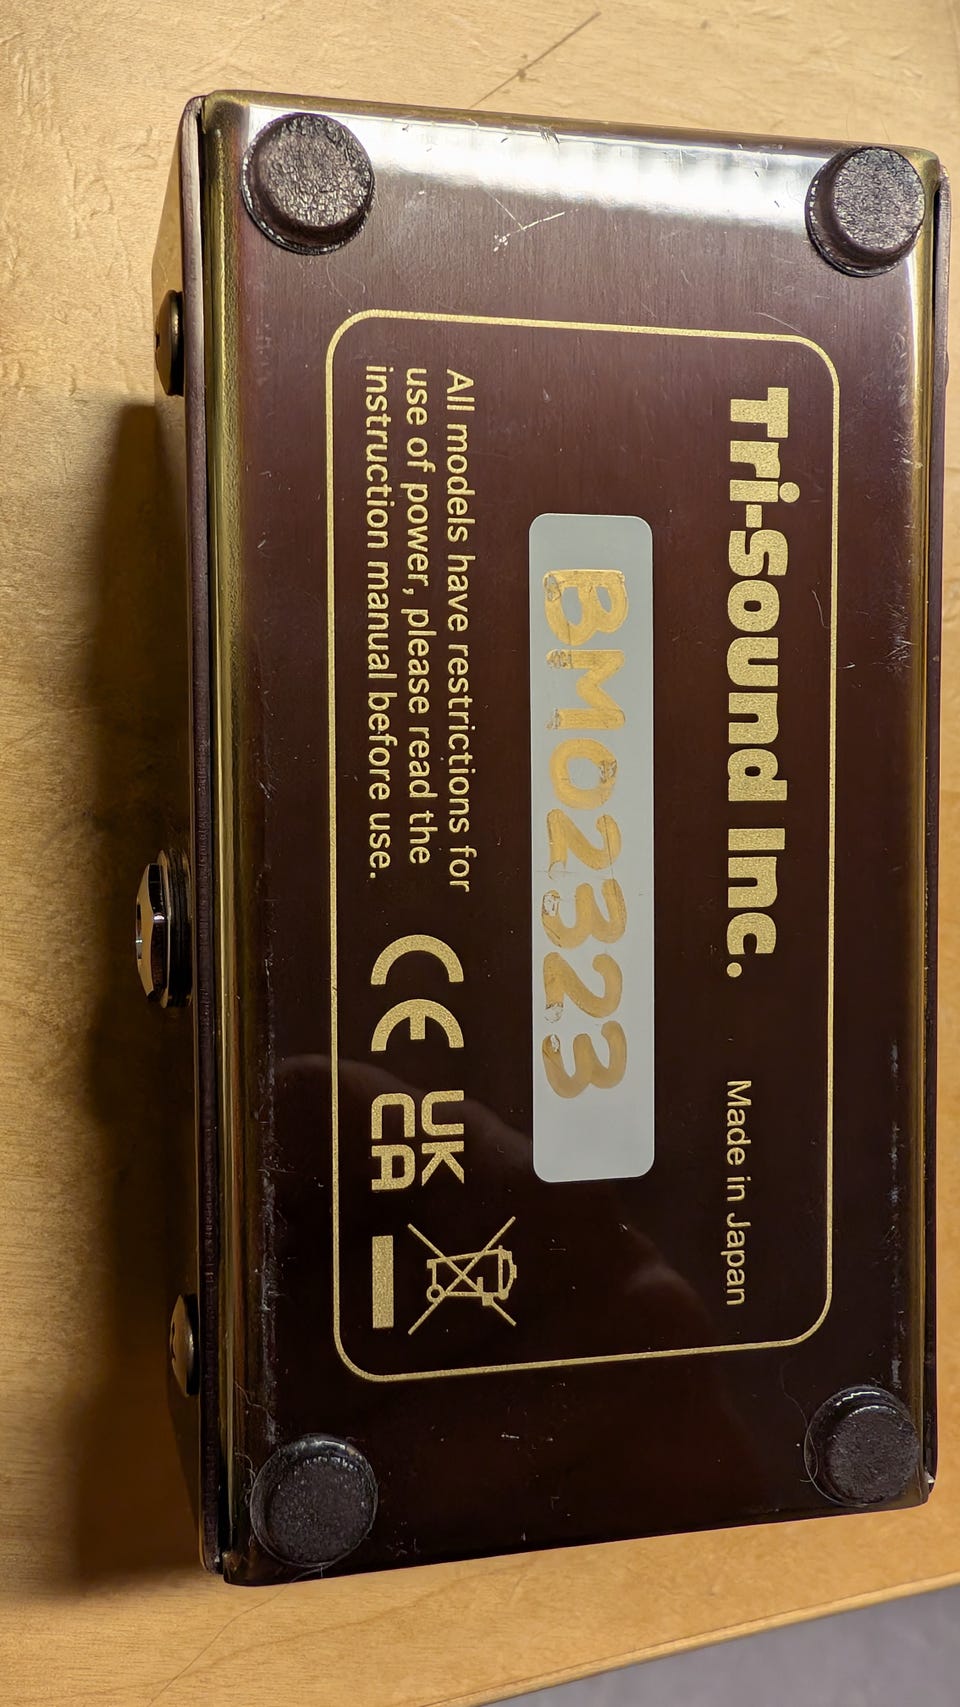 Tri-sound Inc. Made in Japan
BM02323
All models have restrictions for
use of power, please read the
instruction manual before use.
CE
UK
CA